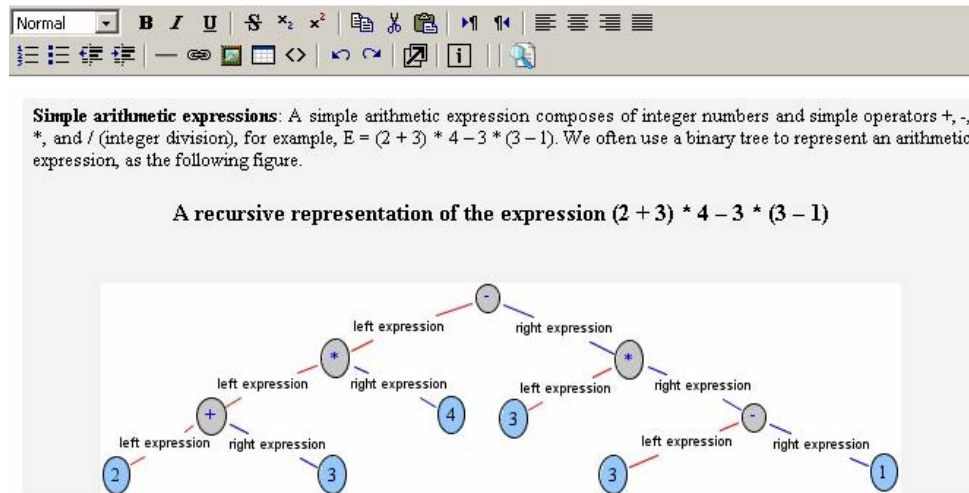 Normal B I U S x₂ x²
Simple arithmetic expressions: A simple arithmetic expression composes of integer numbers and simple operators +, -,
*, and / (integer division), for example, E = (2 + 3) * 4 – 3 * (3 – 1). We often use a binary tree to represent an arithmetic
expression, as the following figure.
A recursive representation of the expression (2 + 3) * 4 – 3 * (3 – 1)
-
left expression right expression
* *
left expression right expression left expression right expression
+ 4 3 -
left expression right expression left expression right expression
2 3 3 1